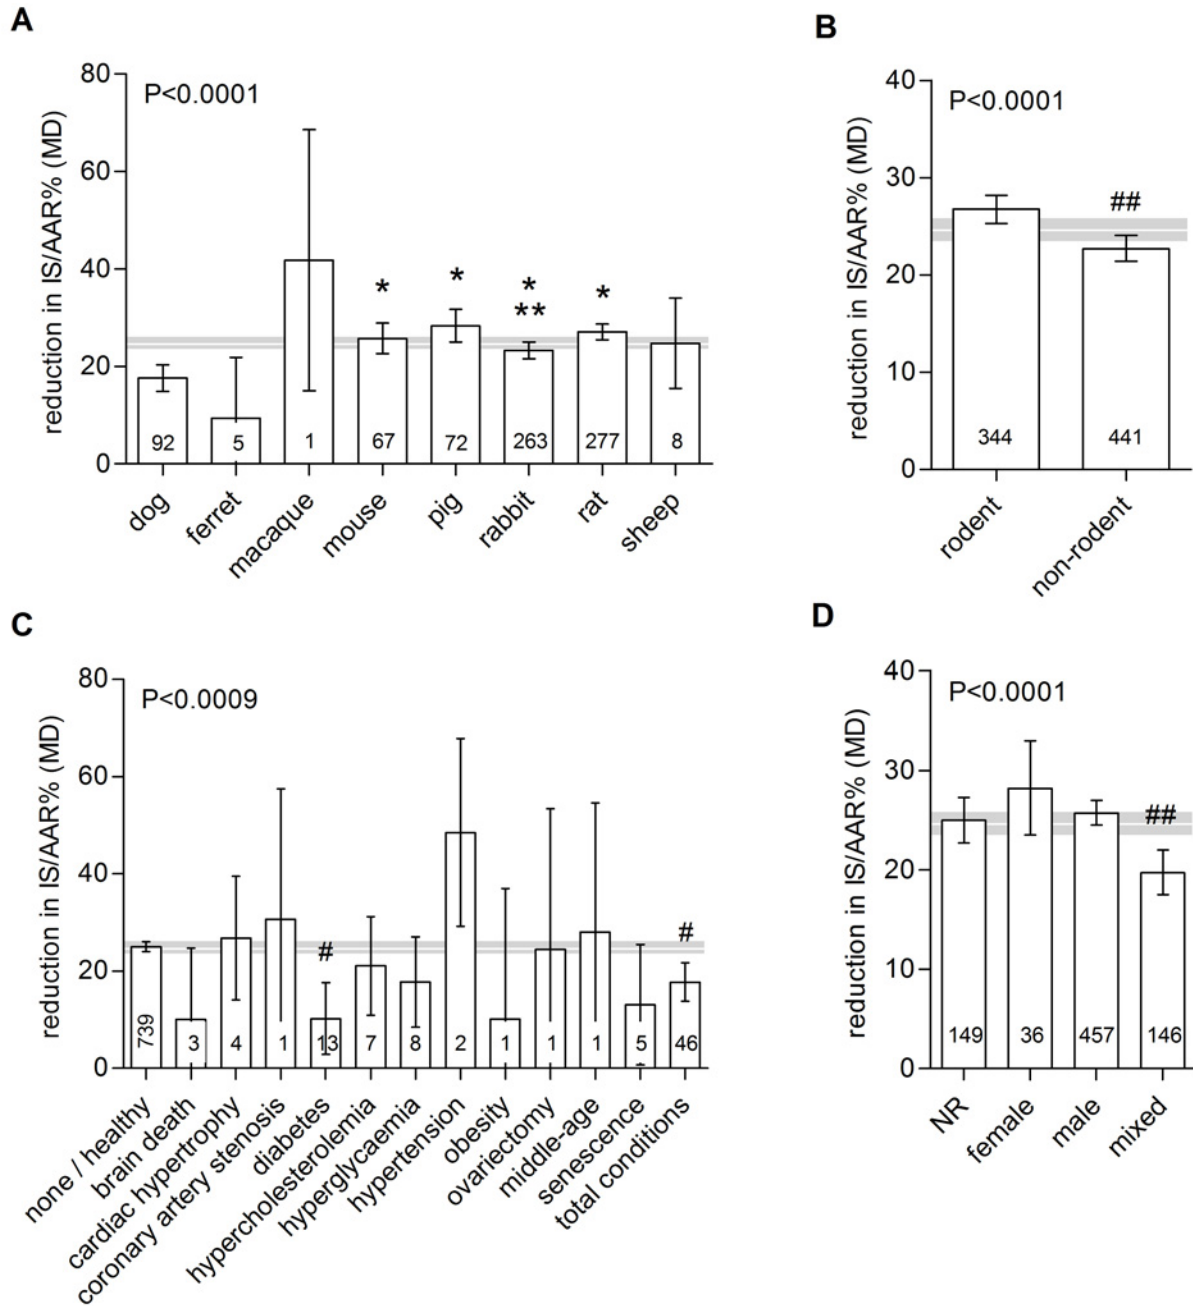 A
reduction in IS/AAR% (MD)
80
60
40
20
0
P<0.0001
*
*
*
**
*
92
5
1
67
72
263
277
8
dog
ferret
macaque
mouse
pig
rabbit
rat
sheep
B
reduction in IS/AAR% (MD)
40
30
20
10
0
P<0.0001
##
344
441
rodent
non-rodent
C
reduction in IS/AAR% (MD)
80
60
40
20
0
P<0.0009
#
#
739
3
4
1
13
7
8
2
1
1
1
5
46
none / healthy
brain death
cardiac hypertrophy
coronary artery stenosis
diabetes
hypercholesterolemia
hyperglycaemia
hypertension
obesity
ovariectomy
middle-age
senescence
total conditions
D
reduction in IS/AAR% (MD)
40
30
20
10
0
P<0.0001
##
149
36
457
146
NR
female
male
mixed